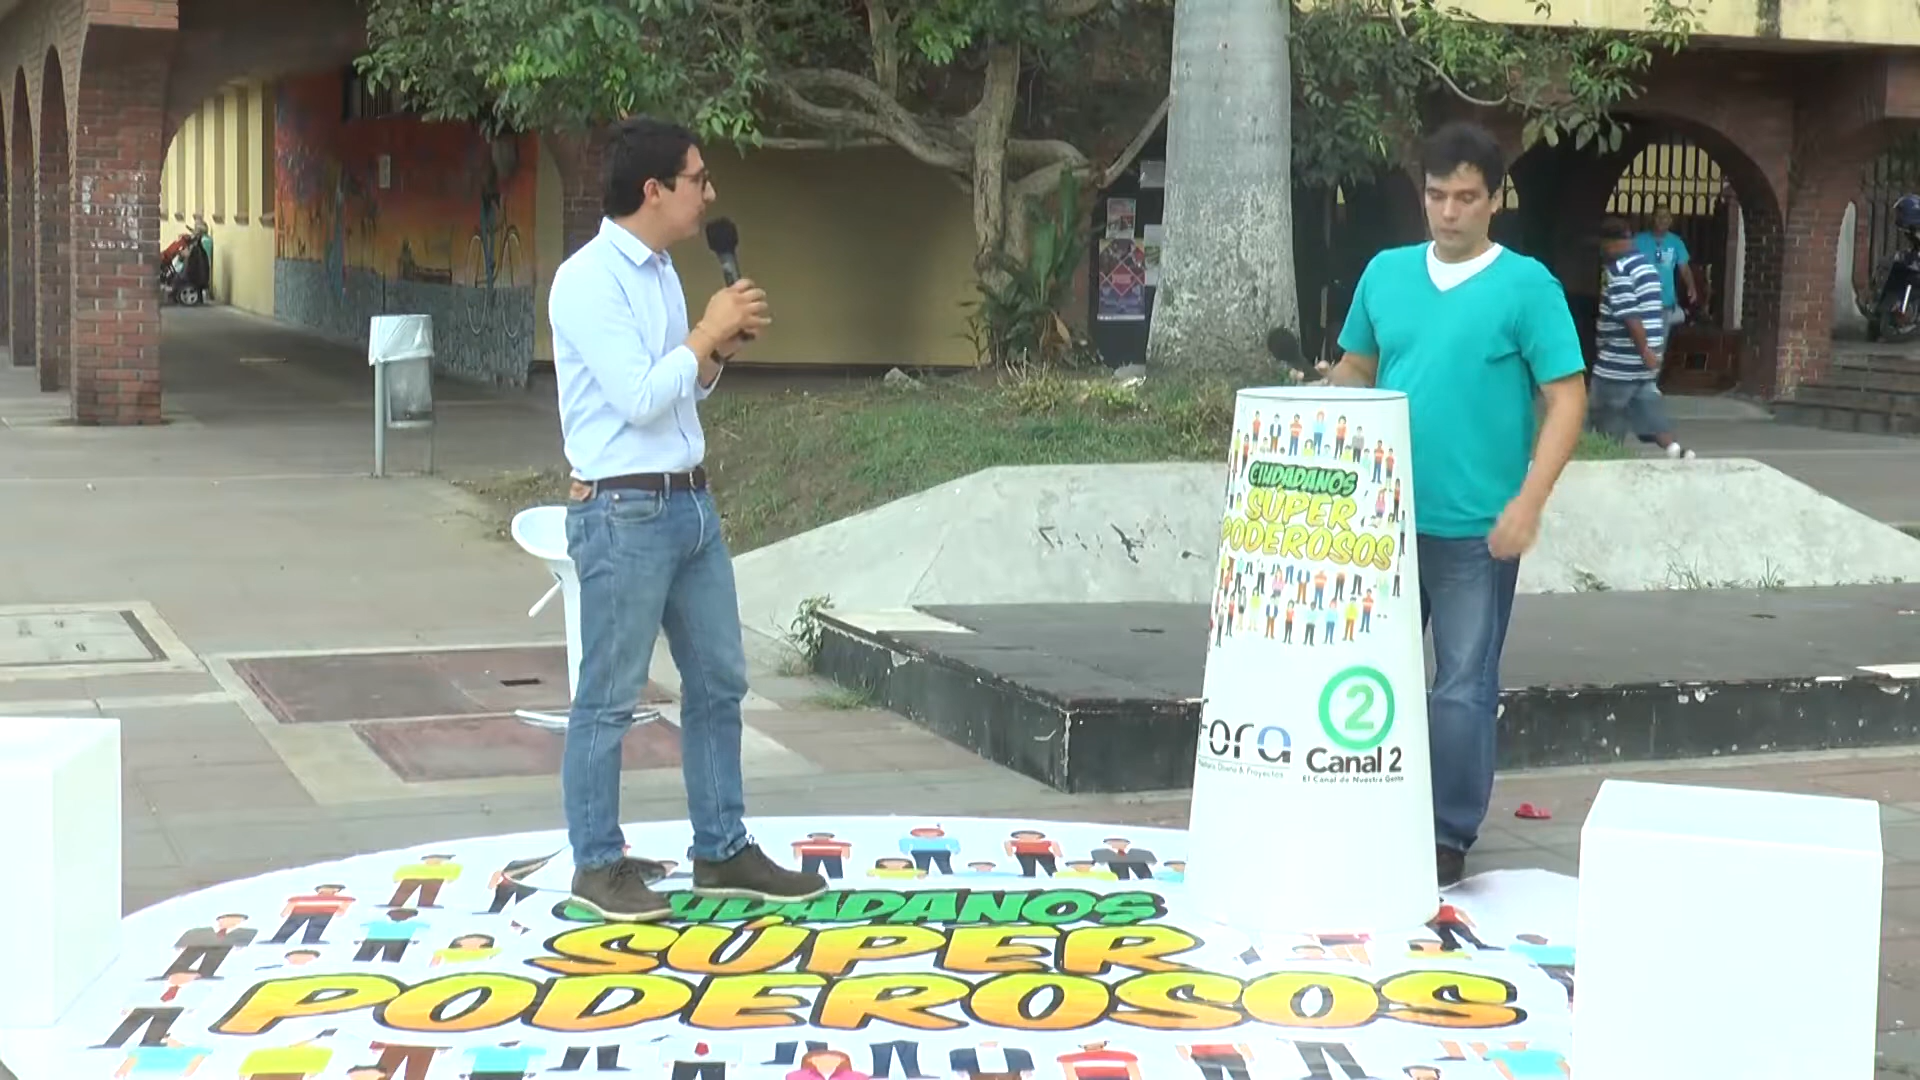 CIUDADANOS
SÚPER
PODEROSOS
2
Canal 2
El Canal de Nuestra Gente
CIUDADANOS
SÚPER
PODEROSOS